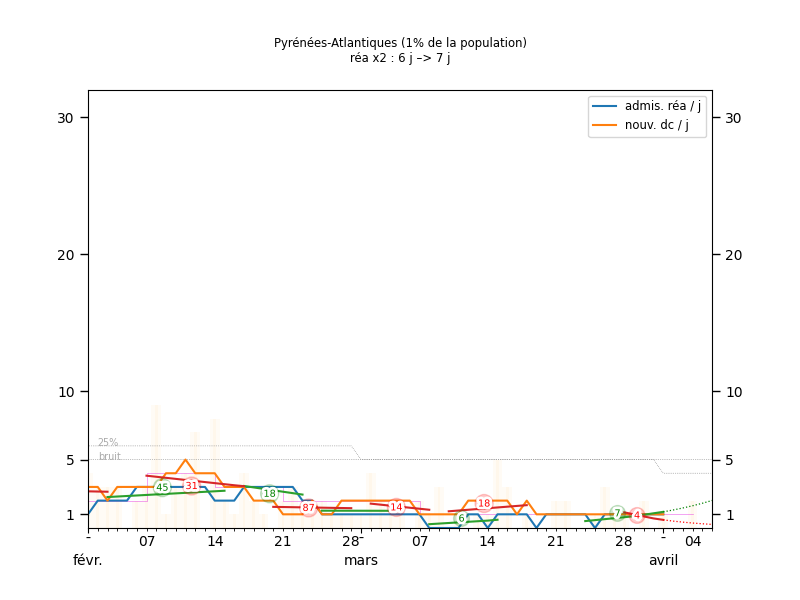 Pyrénées-Atlantiques (1% de la population)
réa x2 : 6 j –> 7 j
admis. réa / j
nouv. dc / j
30 30
20 20
10 10
25%
bruit
5 5
45 31 18 87 14 6 18 7 4
1 1
- 07 14 21 28 - 07 14 21 28 - 04
févr. mars avril